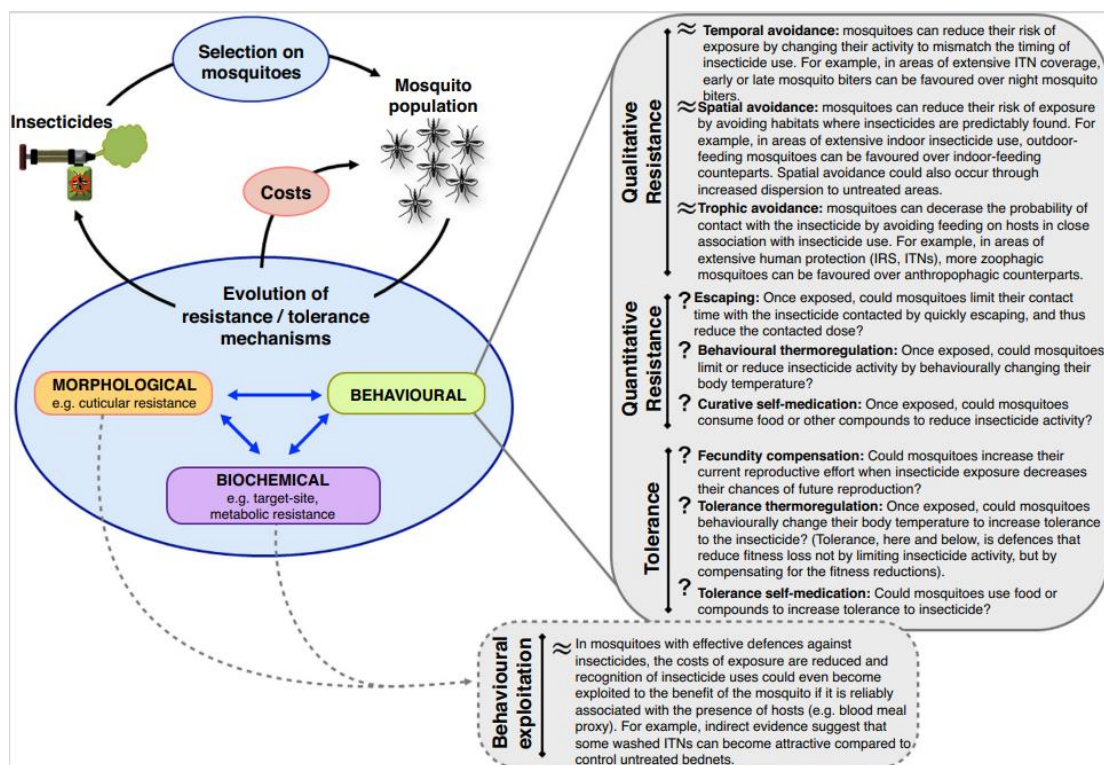 Selection on
mosquitoes
Insecticides
Mosquito
population
Costs
Evolution of
resistance / tolerance
mechanisms
MORPHOLOGICAL
e.g. cuticular resistance
BEHAVIOURAL
BIOCHEMICAL
e.g. target-site,
metabolic resistance
Qualitative
Resistance
≈ Temporal avoidance: mosquitoes can reduce their risk of
exposure by changing their activity to mismatch the timing of
insecticide use. For example, in areas of extensive ITN coverage,
early or late mosquito biters can be favoured over night mosquito
biters.
≈ Spatial avoidance: mosquitoes can reduce their risk of exposure
by avoiding habitats where insecticides are predictably found. For
example, in areas of extensive indoor insecticide use, outdoor-
feeding mosquitoes can be favoured over indoor-feeding
counteparts. Spatial avoidance could also occur through
increased dispersion to untreated areas.
≈ Trophic avoidance: mosquitoes can decerase the probability of
contact with the insecticide by avoiding feeding on hosts in close
association with insecticide use. For example, in areas of
extensive human protection (IRS, ITNs), more zoophagic
mosquitoes can be favoured over anthropophagic counterparts.
Quantitative
Resistance
? Escaping: Once exposed, could mosquitoes limit their contact
time with the insecticide contacted by quickly escaping, and thus
reduce the contacted dose?
? Behavioural thermoregulation: Once exposed, could mosquitoes
limit or reduce insecticide activity by behaviourally changing their
body temperature?
? Curative self-medication: Once exposed, could mosquitoes
consume food or other compounds to reduce insecticide activity?
Tolerance
? Fecundity compensation: Could mosquitoes increase their
current reproductive effort when insecticide exposure decreases
their chances of future reproduction?
? Tolerance thermoregulation: Once exposed, could mosquitoes
behaviourally change their body temperature to increase tolerance
to the insecticide? (Tolerance, here and below, is defences that
reduce fitness loss not by limiting insecticide activity, but by
compensating for the fitness reductions).
? Tolerance self-medication: Could mosquitoes use food or
compounds to increase tolerance to insecticide?
Behavioural
exploitation
≈ In mosquitoes with effective defences against
insecticides, the costs of exposure are reduced and
recognition of insecticide uses could even become
exploited to the benefit of the mosquito if it is reliably
associated with the presence of hosts (e.g. blood meal
proxy). For example, indirect evidence suggest that
some washed ITNs can become attractive compared to
control untreated bednets.